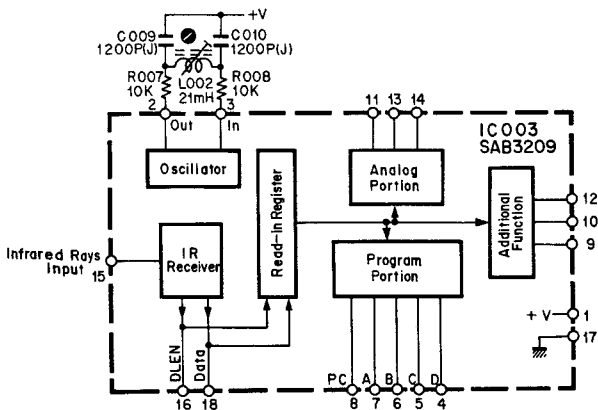 +V
C009
1200P(J)
C010
1200P(J)
R007
10K
L002
21mH
R008
10K
2
Out
3
In
11
13
14
IC003
SAB3209
Oscillator
Analog
Portion
Read-In Register
Additional
Function
12
10
9
Infrared Rays
Input
15
IR
Receiver
Program
Portion
+V
1
17
DLEN
Data
16
18
PC
A
B
C
D
8
7
6
5
4